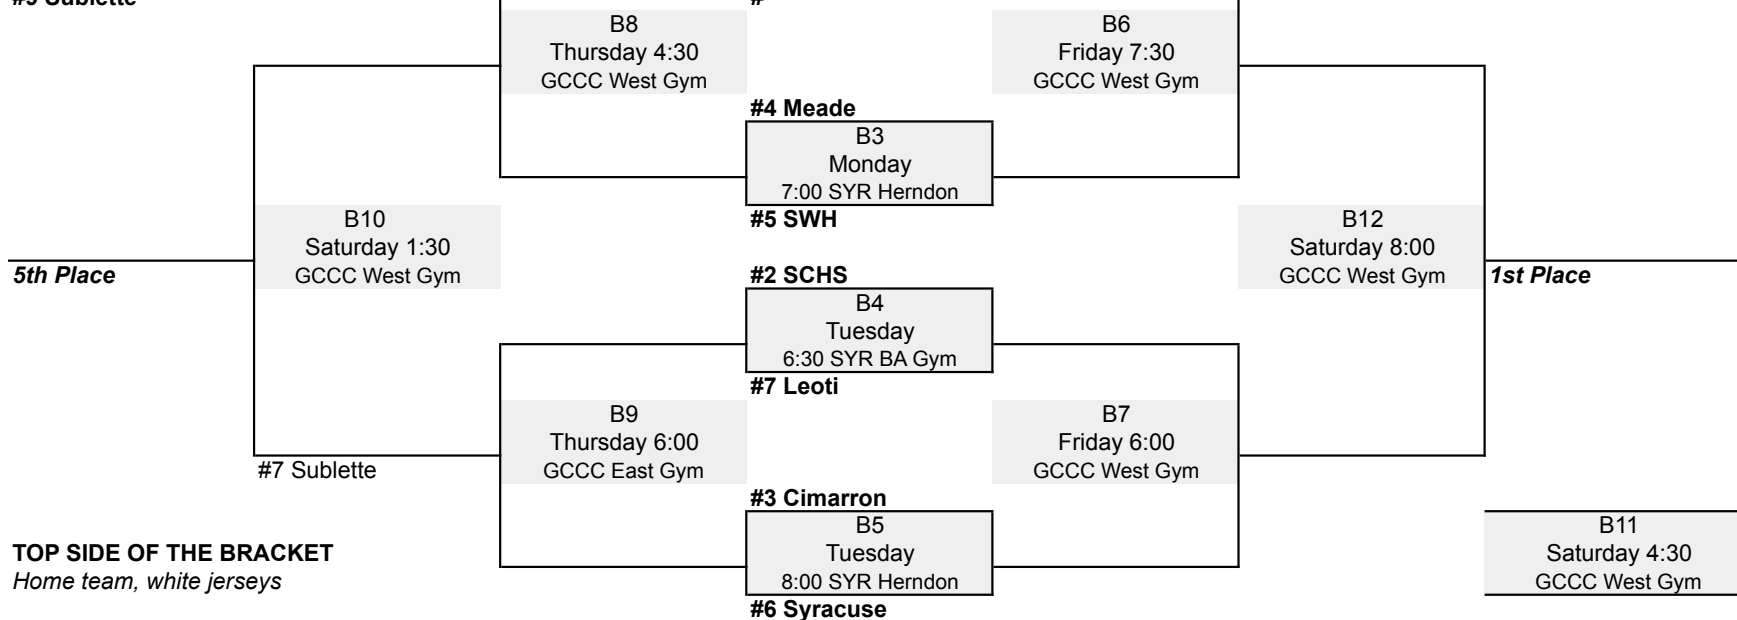 #9 Sublette
#
B8
Thursday 4:30
GCCC West Gym
B6
Friday 7:30
GCCC West Gym
#4 Meade
B3
Monday
7:00 SYR Herndon
#5 SWH
B10
Saturday 1:30
GCCC West Gym
B12
Saturday 8:00
GCCC West Gym
5th Place
1st Place
#2 SCHS
B4
Tuesday
6:30 SYR BA Gym
#7 Leoti
B9
Thursday 6:00
GCCC East Gym
B7
Friday 6:00
GCCC West Gym
#7 Sublette
#3 Cimarron
B5
Tuesday
8:00 SYR Herndon
#6 Syracuse
B11
Saturday 4:30
GCCC West Gym
TOP SIDE OF THE BRACKET
Home team, white jerseys